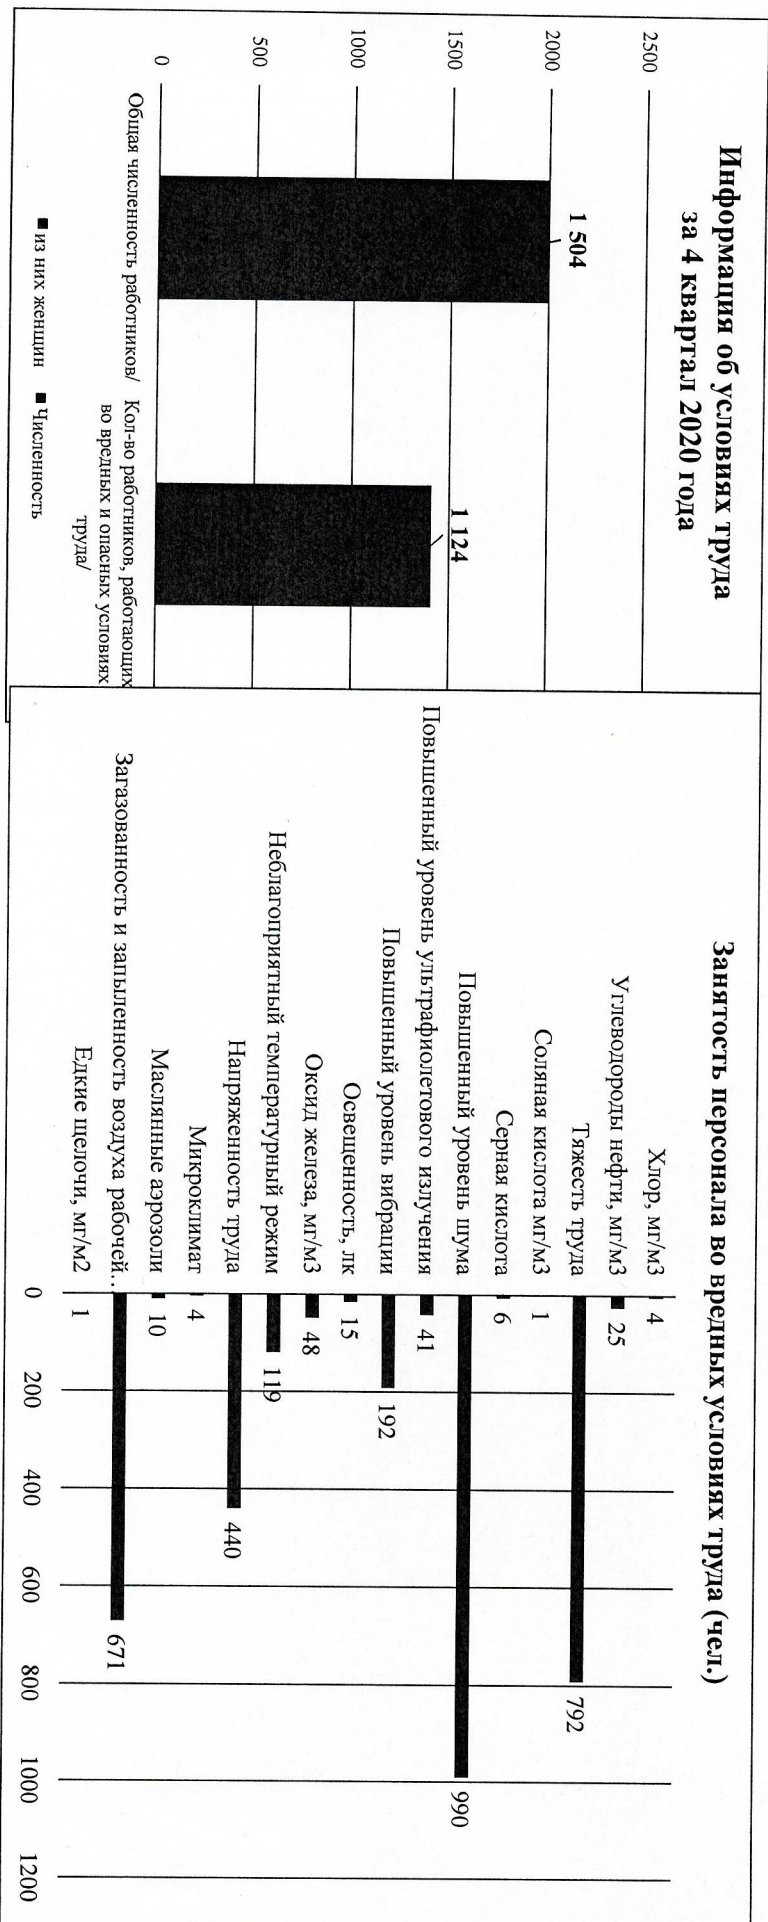 Информация об условиях труда
за 4 квартал 2020 года
2500
2000
1500
1000
500
0
1 504
1 124
Общая численность работников/
Кол-во работников, работающих
во вредных и опасных условиях
труда/
из них женщин
Численность
Занятость персонала во вредных условиях труда (чел.)
Хлор, мг/м3 4
Углеводороды нефти, мг/м3 25
Тяжесть труда 792
Соляная кислота мг/м3 1
Серная кислота 6
Повышенный уровень шума 990
Повышенный уровень ультрафиолетового излучения 41
Повышенный уровень вибрации 192
Освещенность, лк 15
Оксид железа, мг/м3 48
Неблагоприятный температурный режим 119
Напряженность труда 440
Микроклимат 4
Маслянные аэрозоли 10
Загазованность и запыленность воздуха рабочей.. 671
Едкие щелочи, мг/м2 1
0 200 400 600 800 1000 1200